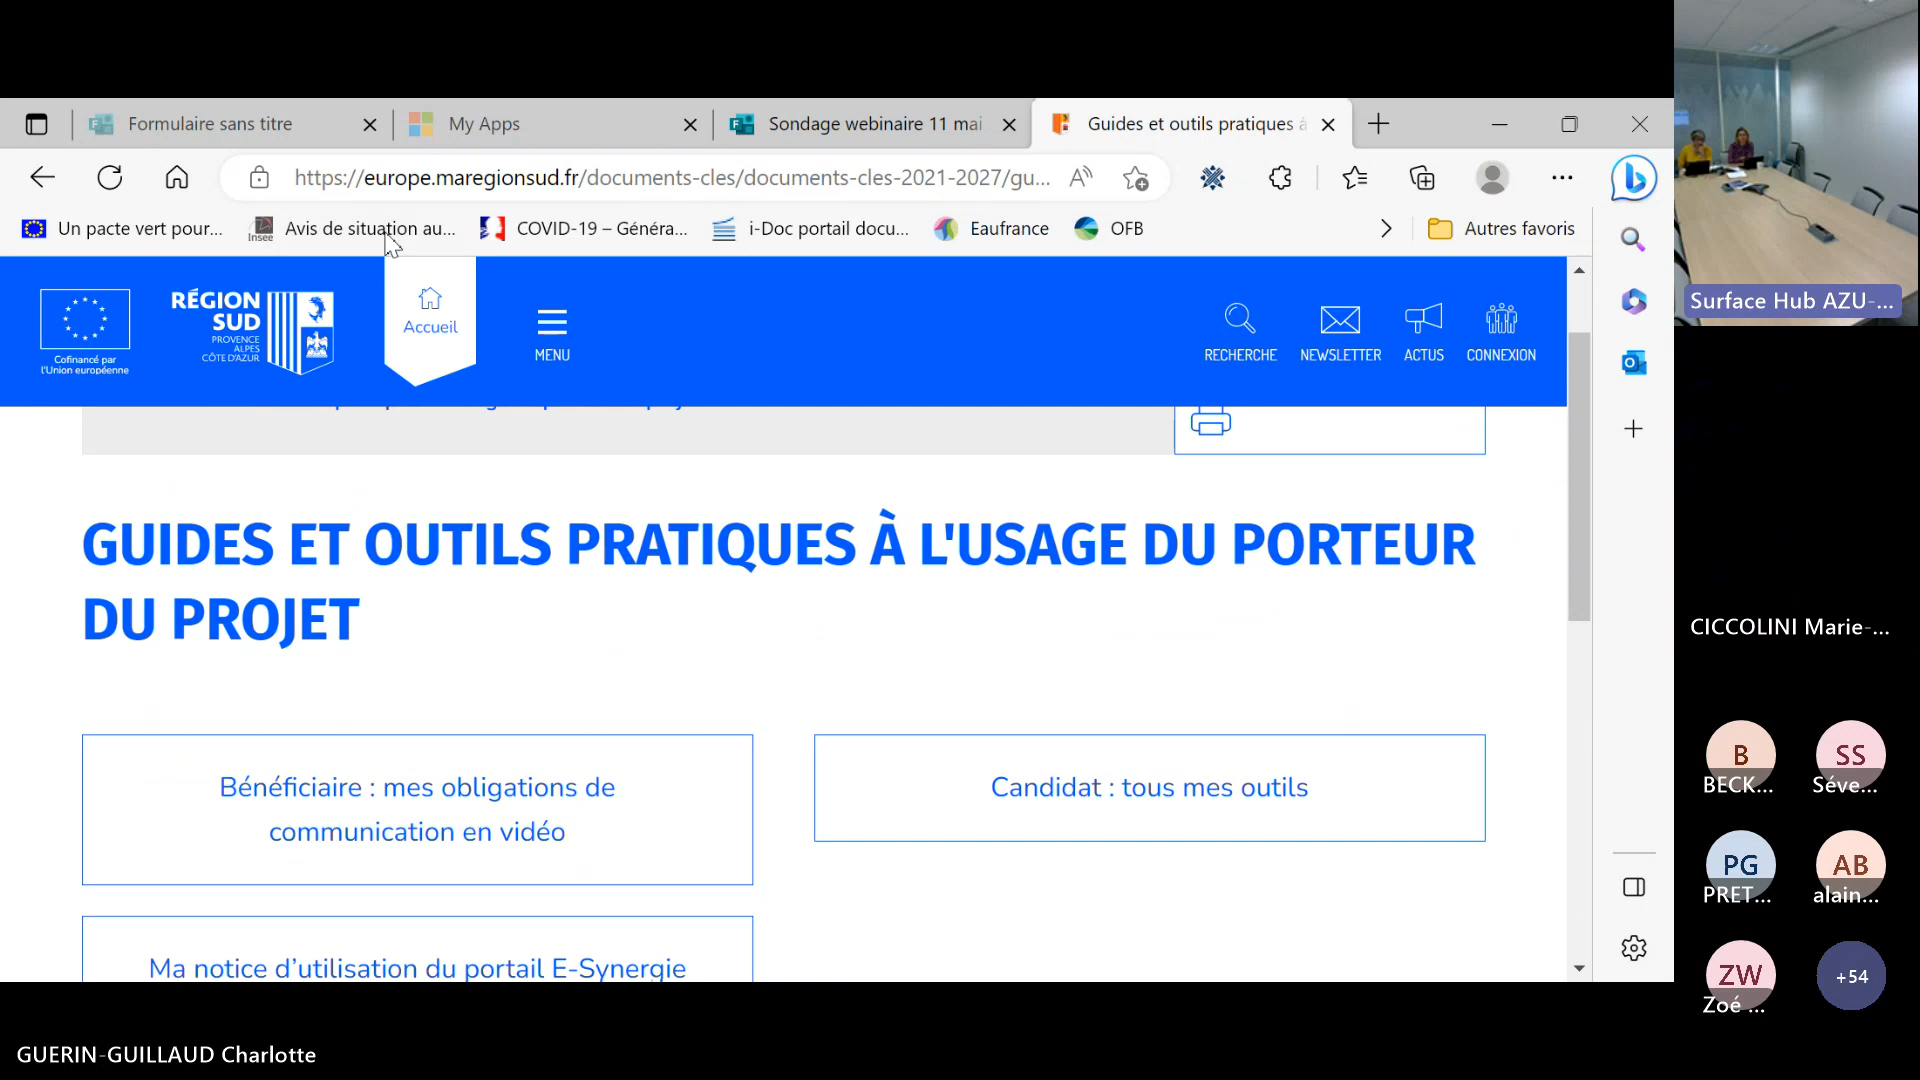 Formulaire sans titre
My Apps
Sondage webinaire 11 mai
Guides et outils pratiques à
https://europe.maregionsud.fr/documents-cles/documents-cles-2021-2027/gu...
Un pacte vert pour...
Insee
Avis de situation au...
COVID-19 – Généra...
i-Doc portail docu...
Eaufrance
OFB
Autres favoris
Cofinancé par
l'Union européenne
RÉGION
SUD
PROVENCE
ALPES
CÔTE D'AZUR
Accueil
MENU
RECHERCHE
NEWSLETTER
ACTUS
CONNEXION
GUIDES ET OUTILS PRATIQUES À L'USAGE DU PORTEUR
DU PROJET
Bénéficiaire : mes obligations de
communication en vidéo
Candidat : tous mes outils
Ma notice d’utilisation du portail E-Synergie
Surface Hub AZU-...
CICCOLINI Marie-...
B
BECK...
SS
Séve...
PG
PRET...
AB
alain...
ZW
Zoé ...
+54
GUERIN-GUILLAUD Charlotte